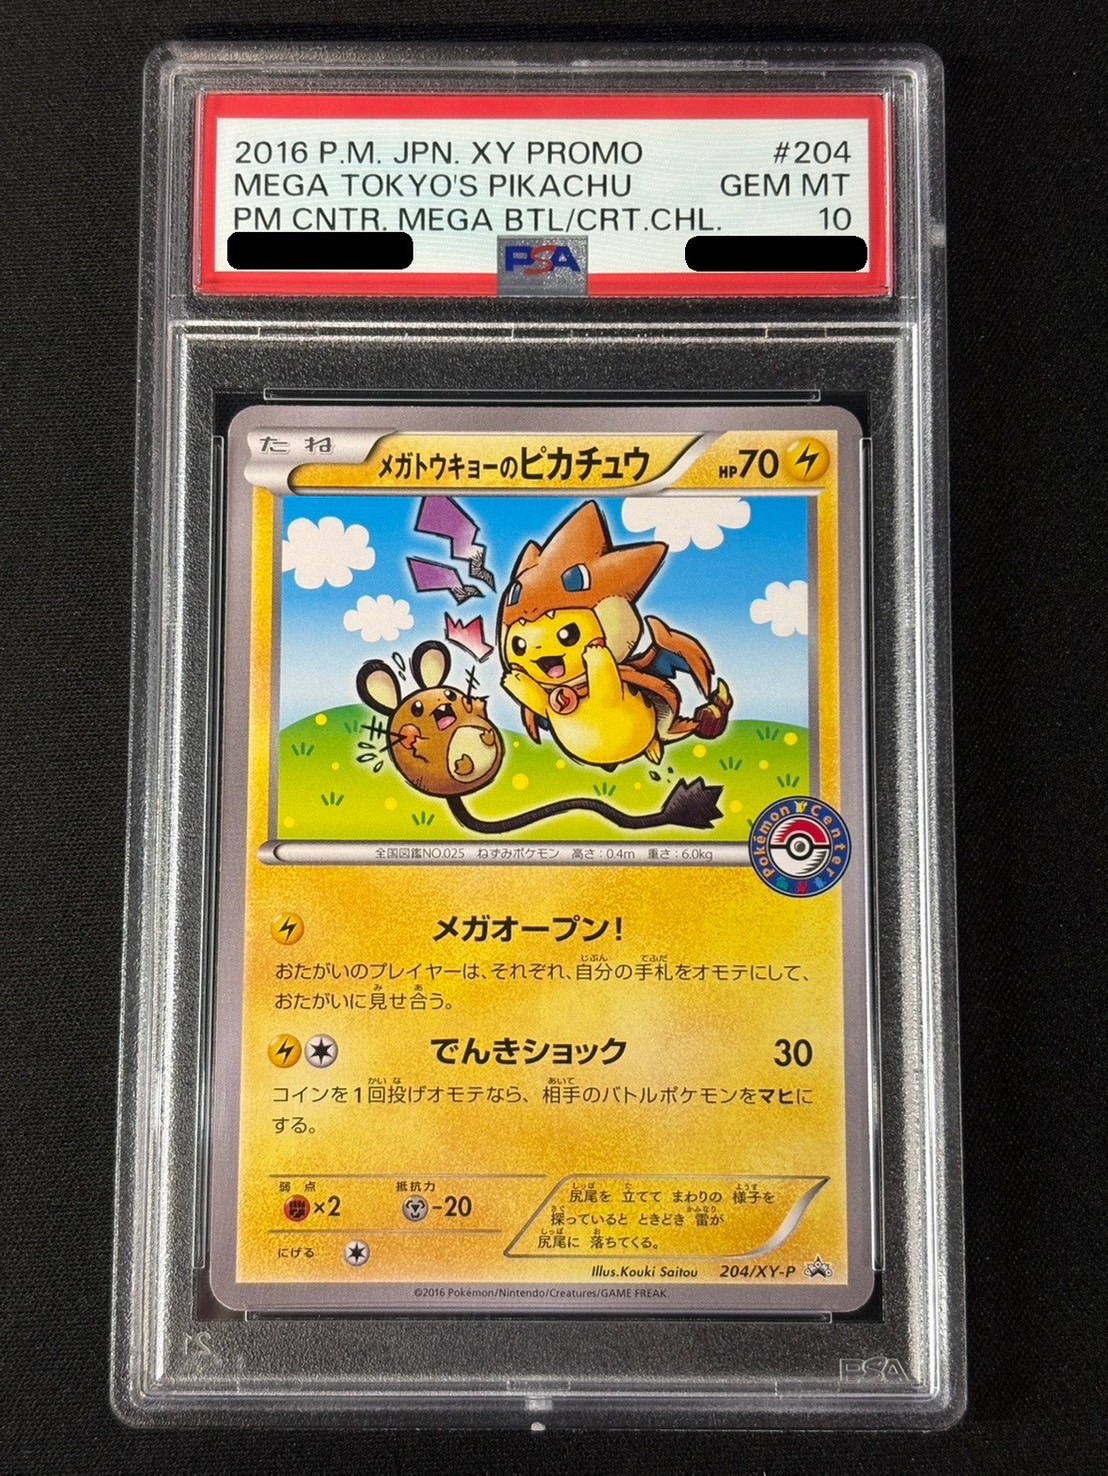 2016 P.M. JPN. XY PROMO #204
MEGA TOKYO'S PIKACHU GEM MT
PM CNTR. MEGA BTL/CRT.CHL. 10
PSA
たね メガトウキョーのピカチュウ HP70
全国図鑑NO.025 ねずみポケモン 高さ:0.4m 重さ:6.0kg
Pokémon Center
メガオープン!
おたがいのプレイヤーは、それぞれ、自分の手札をオモテにして、
おたがいに見せ合う。
でんきショック 30
コインを1回投げオモテなら、相手のバトルポケモンをマヒに
する。
弱点 抵抗力
×2 -20
にげる
尻尾を 立てて まわりの 様子を
探っていると ときどき 雷が
尻尾に 落ちてくる。
Illus.Kouki Saitou 204/XY-P
©2016 Pokémon/Nintendo/Creatures/GAME FREAK.
PSA